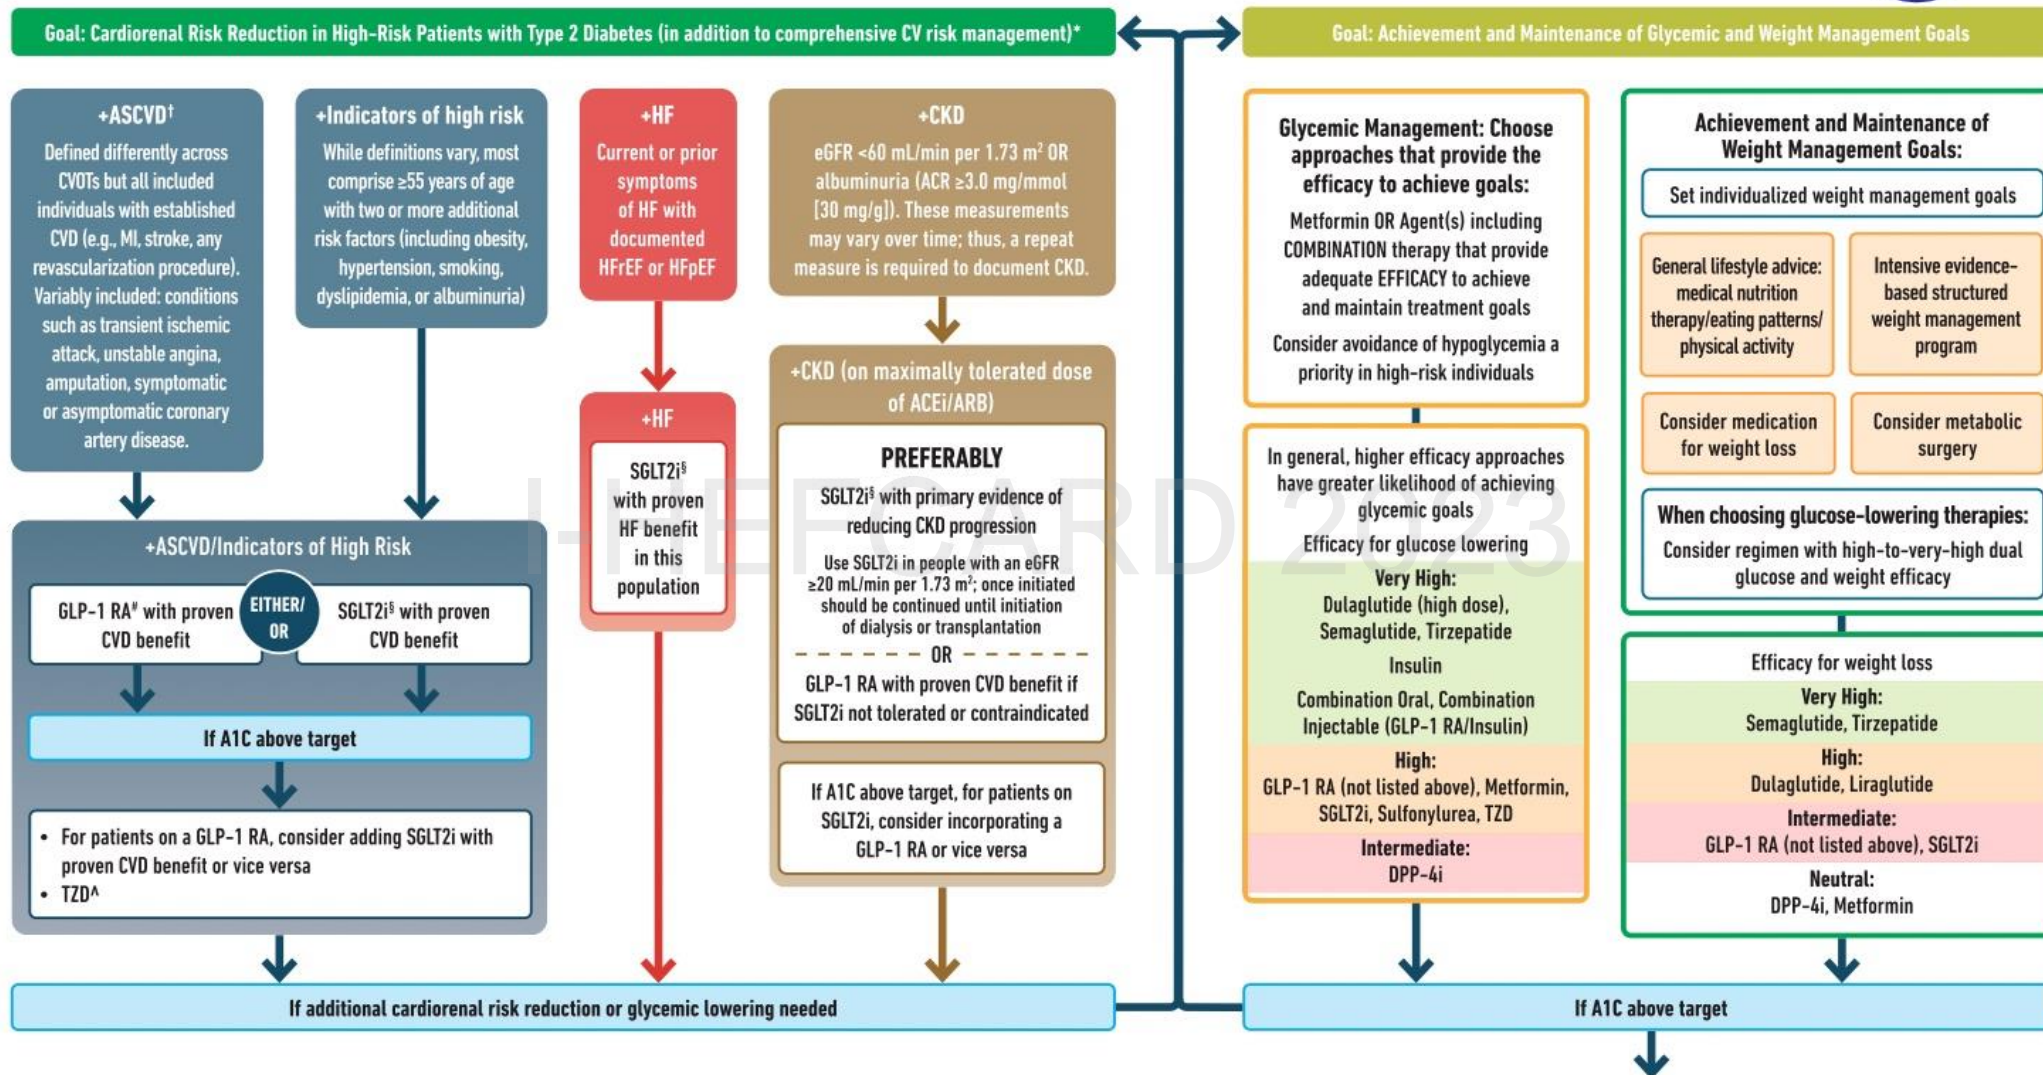 Goal: Cardiorenal Risk Reduction in High-Risk Patients with Type 2 Diabetes (in addition to comprehensive CV risk management)*
+ASCVD†
Defined differently across
CVOTs but all included
individuals with established
CVD (e.g., MI, stroke, any
revascularization procedure).
Variably included: conditions
such as transient ischemic
attack, unstable angina,
amputation, symptomatic
or asymptomatic coronary
artery disease.
+Indicators of high risk
While definitions vary, most
comprise ≥55 years of age
with two or more additional
risk factors (including obesity,
hypertension, smoking,
dyslipidemia, or albuminuria)
+ASCVD/Indicators of High Risk
GLP-1 RA# with proven
CVD benefit
EITHER/
OR
SGLT2i§ with proven
CVD benefit
If A1C above target
• For patients on a GLP-1 RA, consider adding SGLT2i with
proven CVD benefit or vice versa
• TZD^
+HF
Current or prior
symptoms
of HF with
documented
HFrEF or HFpEF
+HF
SGLT2i§
with proven
HF benefit
in this
population
+CKD
eGFR <60 mL/min per 1.73 m² OR
albuminuria (ACR ≥3.0 mg/mmol
[30 mg/g]). These measurements
may vary over time; thus, a repeat
measure is required to document CKD.
+CKD (on maximally tolerated dose
of ACEi/ARB)
PREFERABLY
SGLT2i§ with primary evidence of
reducing CKD progression
Use SGLT2i in people with an eGFR
≥20 mL/min per 1.73 m²; once initiated
should be continued until initiation
of dialysis or transplantation
OR
GLP-1 RA with proven CVD benefit if
SGLT2i not tolerated or contraindicated
If A1C above target, for patients on
SGLT2i, consider incorporating a
GLP-1 RA or vice versa
If additional cardiorenal risk reduction or glycemic lowering needed
Goal: Achievement and Maintenance of Glycemic and Weight Management Goals
Glycemic Management: Choose
approaches that provide the
efficacy to achieve goals:
Metformin OR Agent(s) including
COMBINATION therapy that provide
adequate EFFICACY to achieve
and maintain treatment goals
Consider avoidance of hypoglycemia a
priority in high-risk individuals
In general, higher efficacy approaches
have greater likelihood of achieving
glycemic goals
Efficacy for glucose lowering
Very High:
Dulaglutide (high dose),
Semaglutide, Tirzepatide
Insulin
Combination Oral, Combination
Injectable (GLP-1 RA/Insulin)
High:
GLP-1 RA (not listed above), Metformin,
SGLT2i, Sulfonylurea, TZD
Intermediate:
DPP-4i
Achievement and Maintenance of
Weight Management Goals:
Set individualized weight management goals
General lifestyle advice:
medical nutrition
therapy/eating patterns/
physical activity
Intensive evidence-
based structured
weight management
program
Consider medication
for weight loss
Consider metabolic
surgery
When choosing glucose-lowering therapies:
Consider regimen with high-to-very-high dual
glucose and weight efficacy
Efficacy for weight loss
Very High:
Semaglutide, Tirzepatide
High:
Dulaglutide, Liraglutide
Intermediate:
GLP-1 RA (not listed above), SGLT2i
Neutral:
DPP-4i, Metformin
If A1C above target
I-HEFCARD 2023